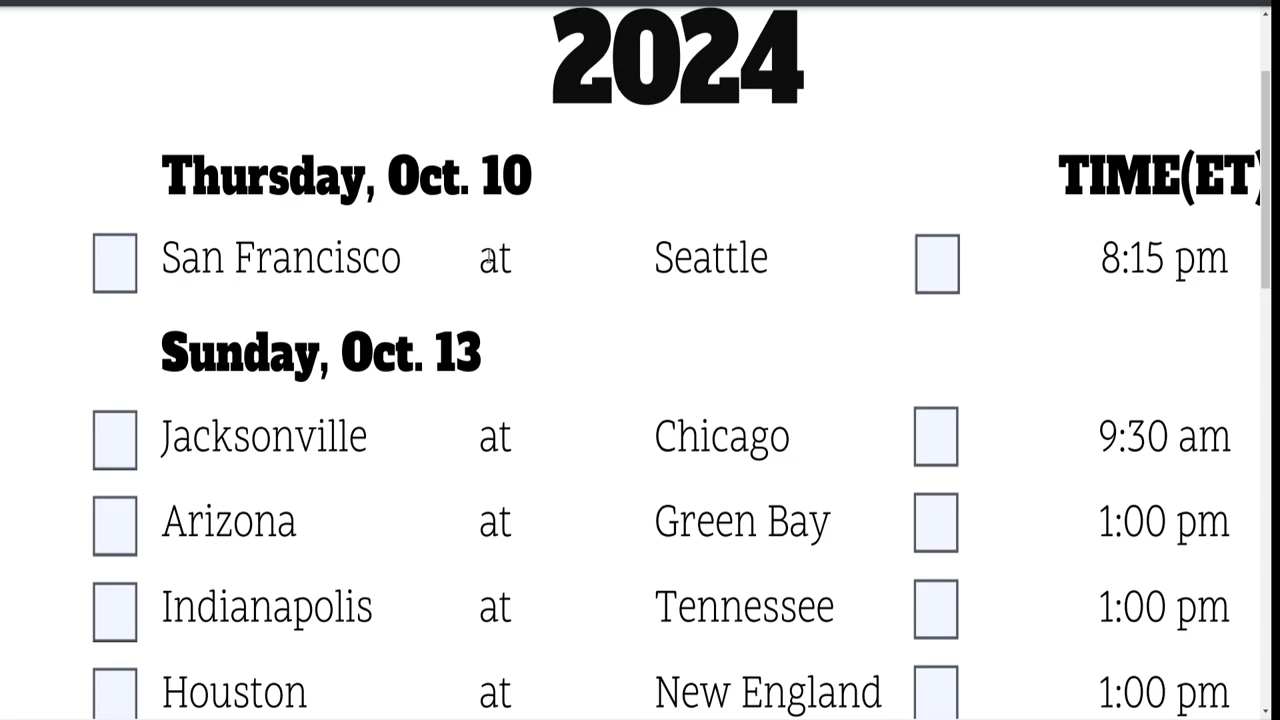 2024
Thursday, Oct. 10 TIME(ET)
San Francisco at Seattle 8:15 pm
Sunday, Oct. 13
Jacksonville at Chicago 9:30 am
Arizona at Green Bay 1:00 pm
Indianapolis at Tennessee 1:00 pm
Houston at New England 1:00 pm